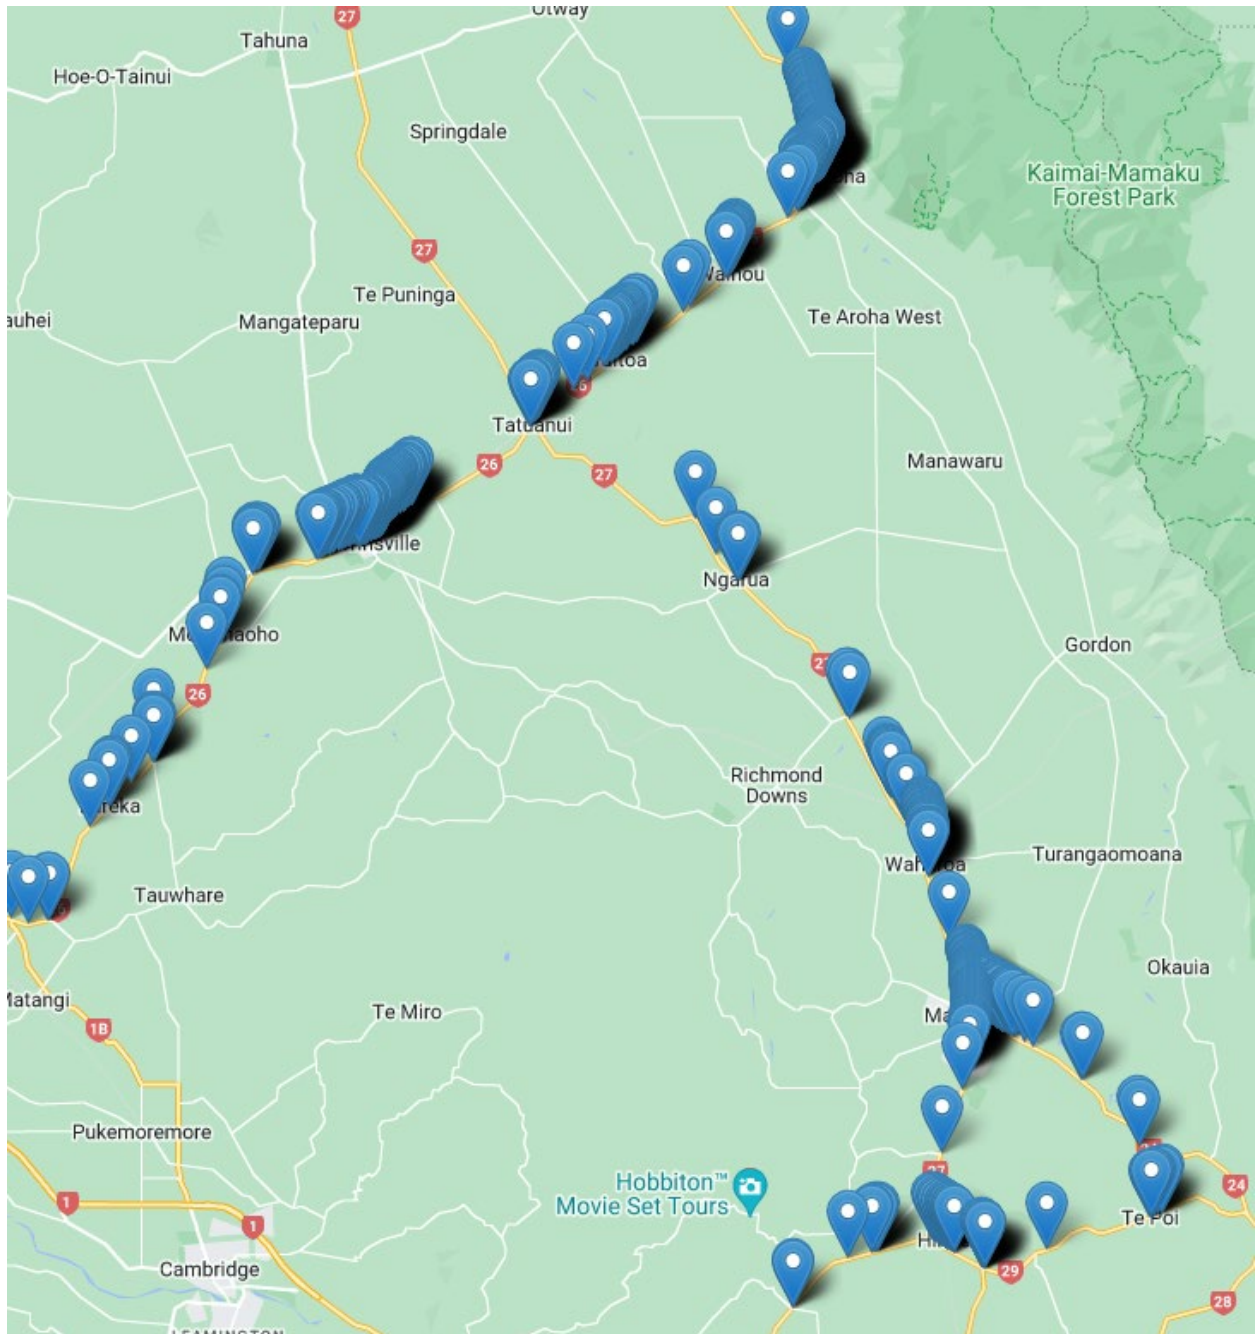 Otway
27
Tahuna
Hoe-O-Tainui
Springdale
Kaimai-Mamaku
Forest Park
27
Te Puninga
Te Aroha West
Mangateparu
Tatuanui
26
27
Manawaru
Ngarua
Gordon
26
Richmond
Downs
Turangaomoana
Tauwhare
Okauia
Matangi
Te Miro
1B
Pukemoremore
27
Hobbiton™
Movie Set Tours
24
1
1
Te Poi
Cambridge
29
28
LEAMINGTON